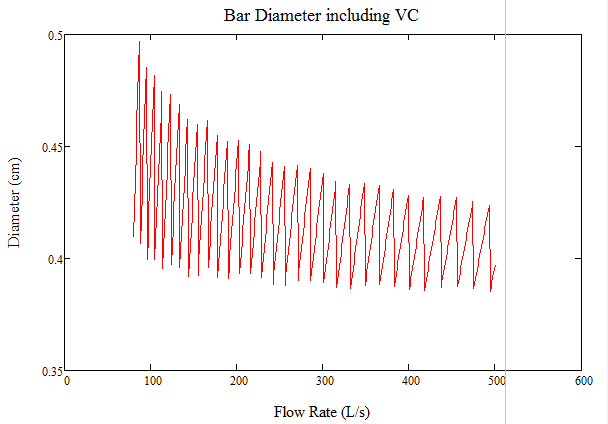 Bar Diameter including VC
0.5
0.45
0.4
0.35
Diameter (cm)
0 100 200 300 400 500 600
Flow Rate (L/s)